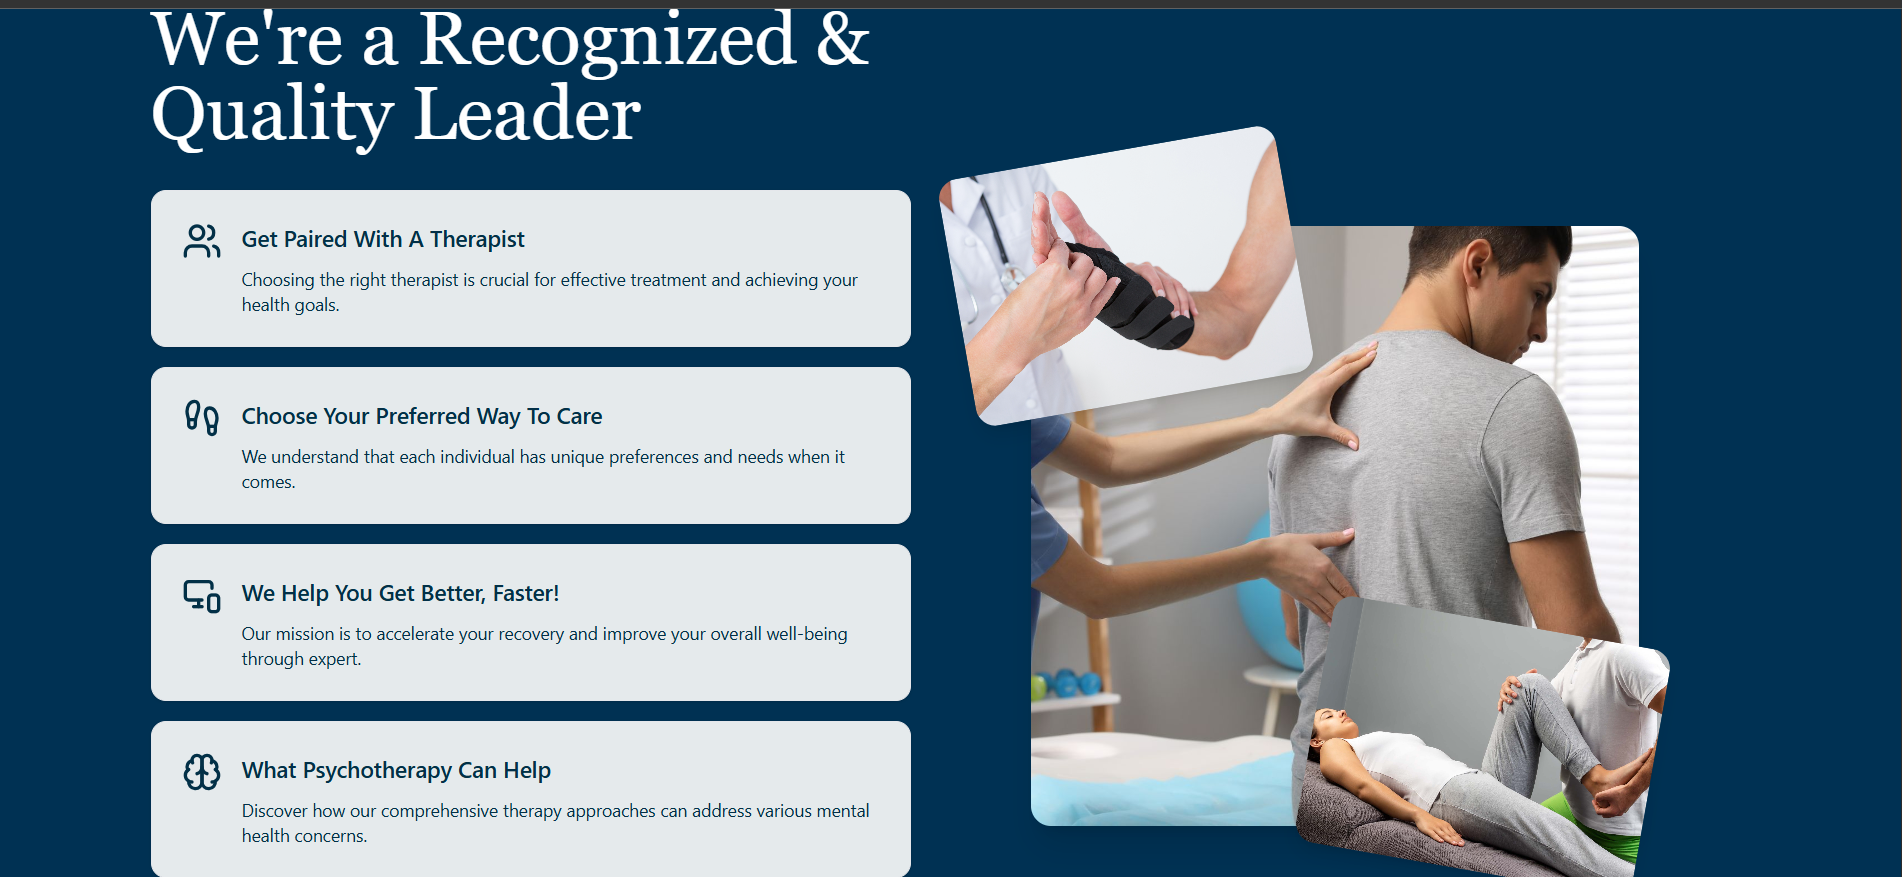 We're a Recognized &
Quality Leader
Get Paired With A Therapist
Choosing the right therapist is crucial for effective treatment and achieving your
health goals.
Choose Your Preferred Way To Care
We understand that each individual has unique preferences and needs when it
comes.
We Help You Get Better, Faster!
Our mission is to accelerate your recovery and improve your overall well-being
through expert.
What Psychotherapy Can Help
Discover how our comprehensive therapy approaches can address various mental
health concerns.